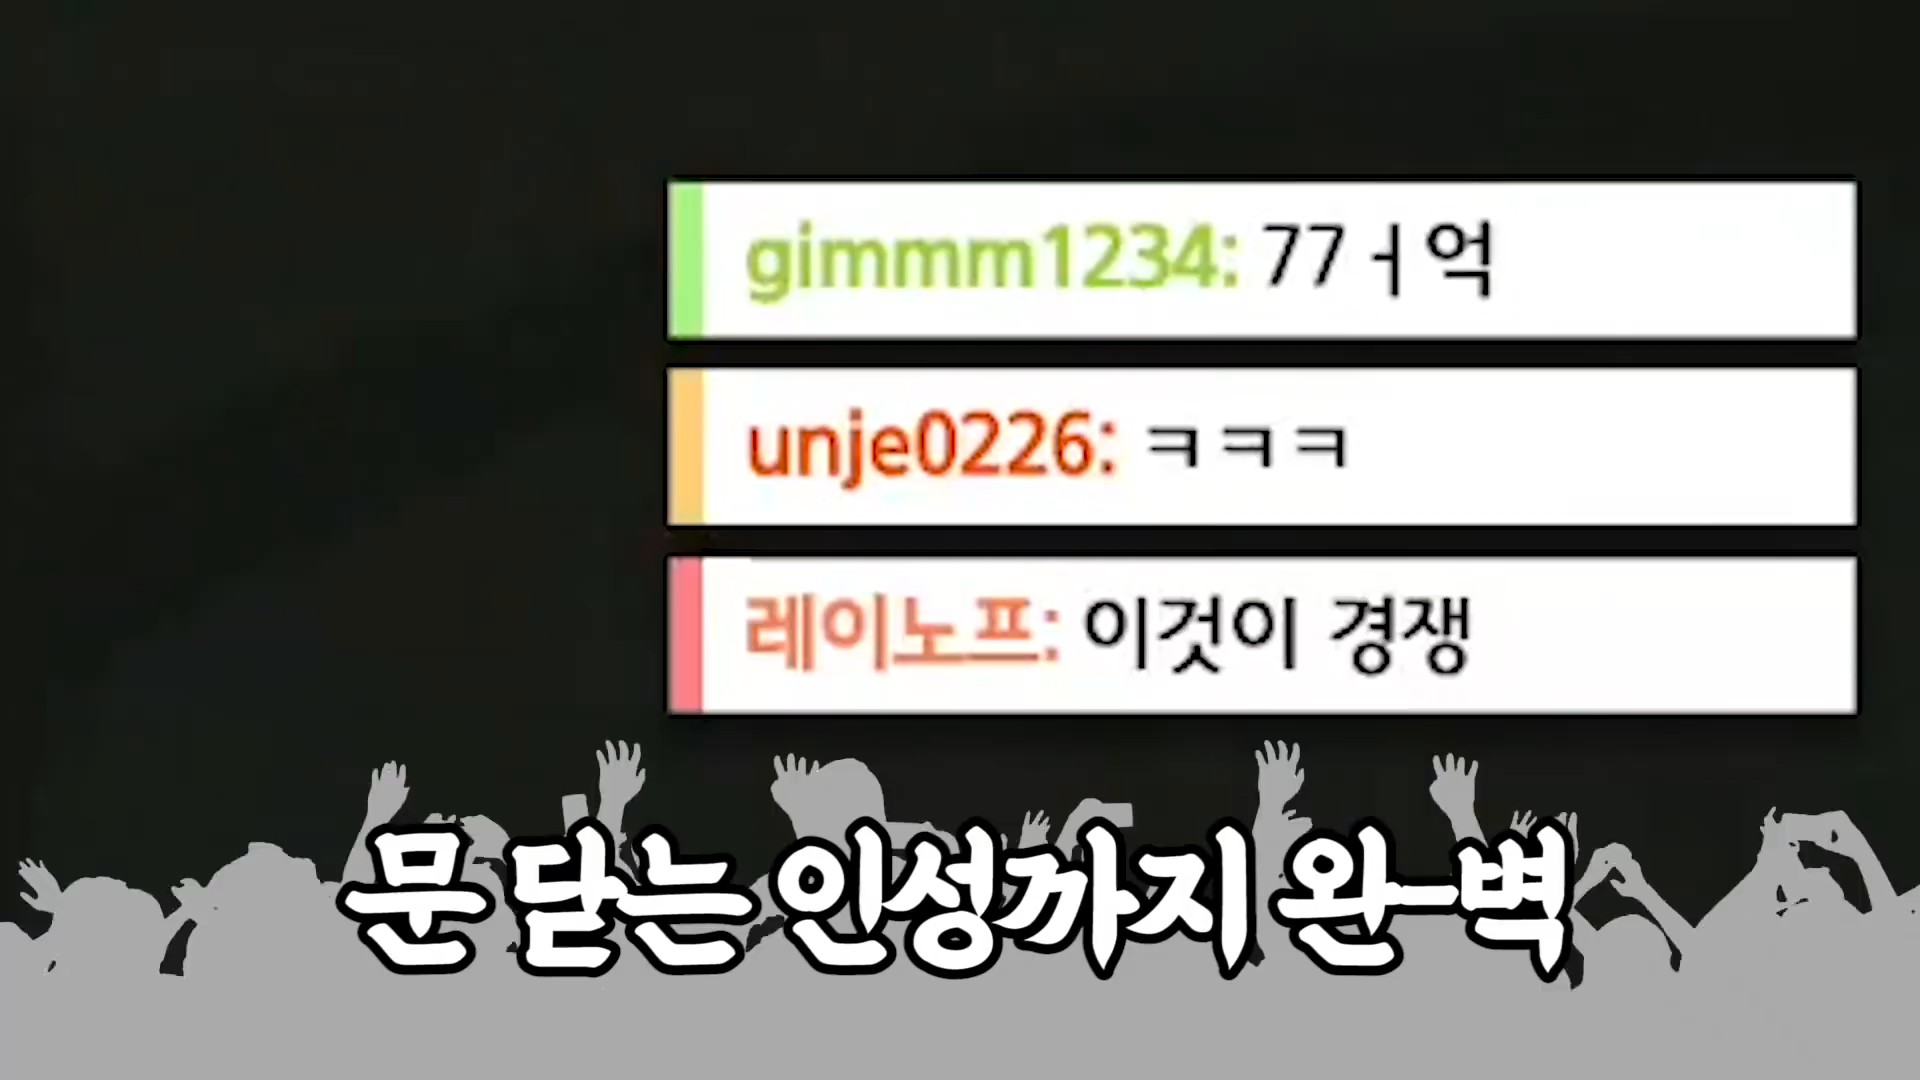 gimmm1234: 77ㅓ억
unje0226: ㅋㅋㅋ
레이노프: 이것이 경쟁
문 닫는 인성까지 완-벽